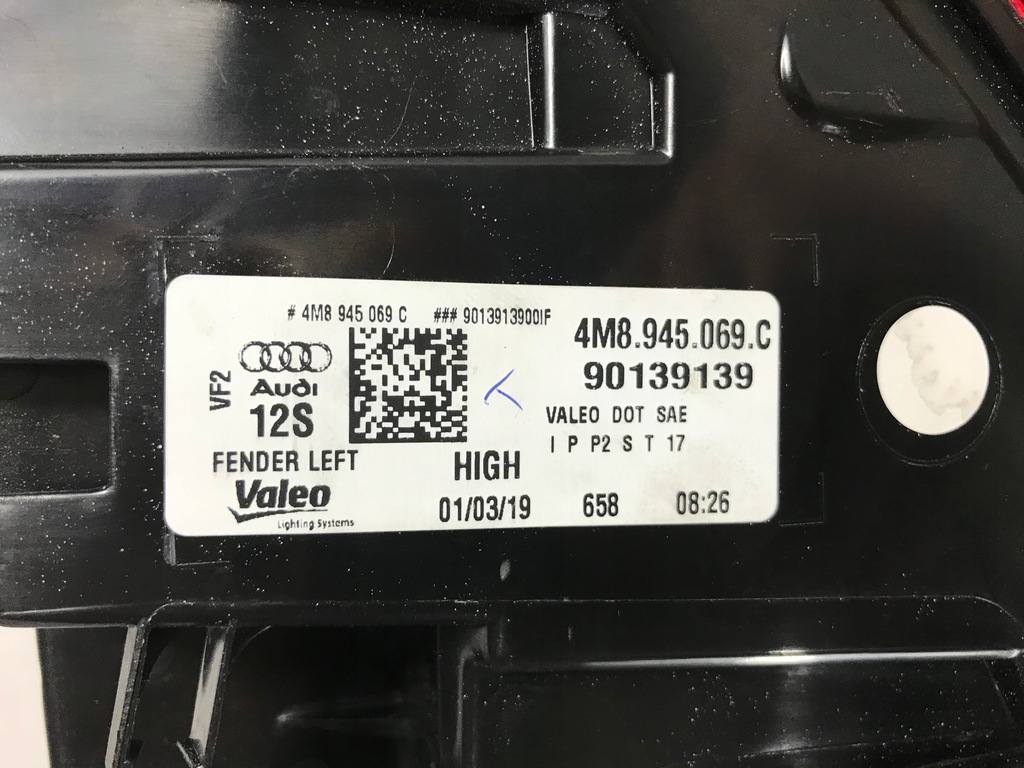 # 4M8 945 069 C ### 90139139001F
4M8.945.069.C
90139139
VF2
Audi
12S
VALEO DOT SAE
I P P2 S T 17
FENDER LEFT
HIGH
Valeo
Lighting Systems
01/03/19 658 08:26